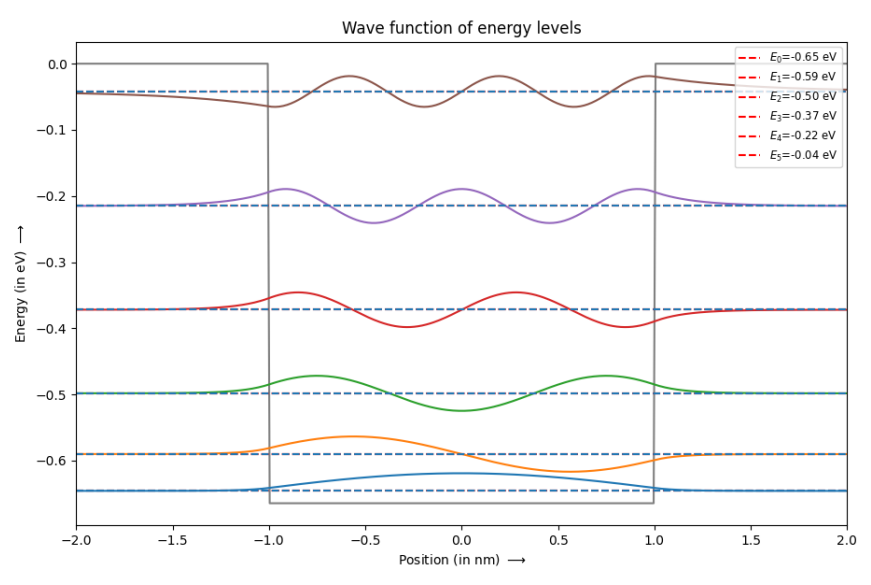 Wave function of energy levels
E0=-0.65 eV
E1=-0.59 eV
E2=-0.50 eV
E3=-0.37 eV
E4=-0.22 eV
E5=-0.04 eV
0.0
−0.1
−0.2
−0.3
−0.4
−0.5
−0.6
Energy (in eV) ⟶
−2.0 −1.5 −1.0 −0.5 0.0 0.5 1.0 1.5 2.0
Position (in nm) ⟶